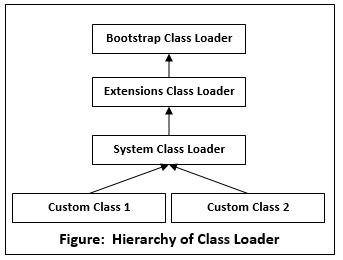 Bootstrap Class Loader
Extensions Class Loader
System Class Loader
Custom Class 1
Custom Class 2
Figure: Hierarchy of Class Loader